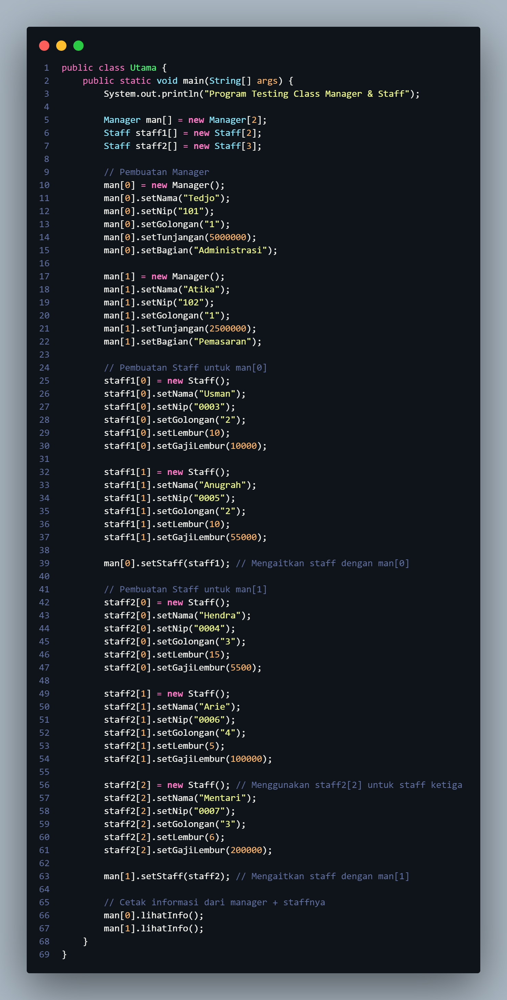 1 public class Utama {
2     public static void main(String[] args) {
3         System.out.println("Program Testing Class Manager & Staff");
4
5         Manager man[] = new Manager[2];
6         Staff staff1[] = new Staff[2];
7         Staff staff2[] = new Staff[3];
8
9         // Pembuatan Manager
10         man[0] = new Manager();
11         man[0].setNama("Tedjo");
12         man[0].setNip("101");
13         man[0].setGolongan("1");
14         man[0].setTunjangan(5000000);
15         man[0].setBagian("Administrasi");
16
17         man[1] = new Manager();
18         man[1].setNama("Atika");
19         man[1].setNip("102");
20         man[1].setGolongan("1");
21         man[1].setTunjangan(2500000);
22         man[1].setBagian("Pemasaran");
23
24         // Pembuatan Staff untuk man[0]
25         staff1[0] = new Staff();
26         staff1[0].setNama("Usman");
27         staff1[0].setNip("0003");
28         staff1[0].setGolongan("2");
29         staff1[0].setLembur(10);
30         staff1[0].setGajiLembur(10000);
31
32         staff1[1] = new Staff();
33         staff1[1].setNama("Anugrah");
34         staff1[1].setNip("0005");
35         staff1[1].setGolongan("2");
36         staff1[1].setLembur(10);
37         staff1[1].setGajiLembur(55000);
38
39         man[0].setStaff(staff1); // Mengaitkan staff dengan man[0]
40
41         // Pembuatan Staff untuk man[1]
42         staff2[0] = new Staff();
43         staff2[0].setNama("Hendra");
44         staff2[0].setNip("0004");
45         staff2[0].setGolongan("3");
46         staff2[0].setLembur(15);
47         staff2[0].setGajiLembur(5500);
48
49         staff2[1] = new Staff();
50         staff2[1].setNama("Arie");
51         staff2[1].setNip("0006");
52         staff2[1].setGolongan("4");
53         staff2[1].setLembur(5);
54         staff2[1].setGajiLembur(100000);
55
56         staff2[2] = new Staff(); // Menggunakan staff2[2] untuk staff ketiga
57         staff2[2].setNama("Mentari");
58         staff2[2].setNip("0007");
59         staff2[2].setGolongan("3");
60         staff2[2].setLembur(6);
61         staff2[2].setGajiLembur(200000);
62
63         man[1].setStaff(staff2); // Mengaitkan staff dengan man[1]
64
65         // Cetak informasi dari manager + staffnya
66         man[0].lihatInfo();
67         man[1].lihatInfo();
68     }
69 }